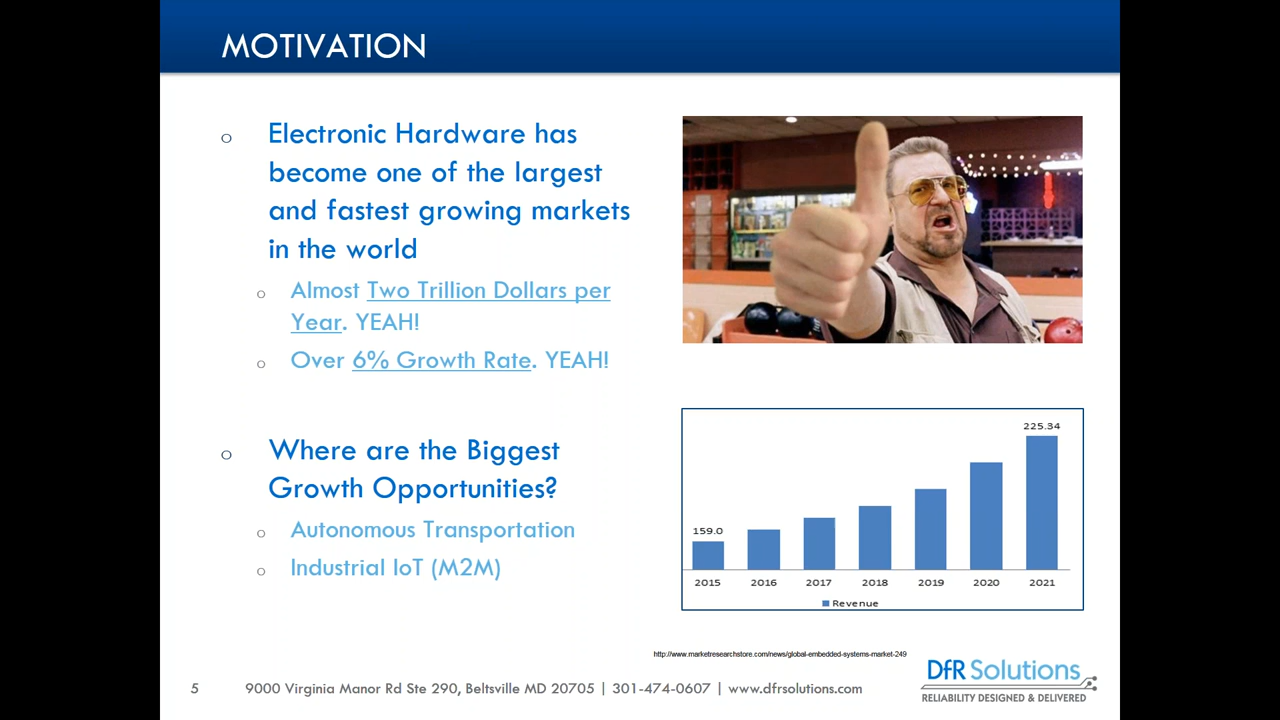 MOTIVATION
Electronic Hardware has
become one of the largest
and fastest growing markets
in the world
Almost Two Trillion Dollars per
Year. YEAH!
Over 6% Growth Rate. YEAH!
Where are the Biggest
Growth Opportunities?
Autonomous Transportation
Industrial IoT (M2M)
225.34
159.0
2015 2016 2017 2018 2019 2020 2021
Revenue
http://www.marketresearchstore.com/news/global-embedded-systems-market-249
5
9000 Virginia Manor Rd Ste 290, Beltsville MD 20705 | 301-474-0607 | www.dfrsolutions.com
DfR Solutions
RELIABILITY DESIGNED & DELIVERED